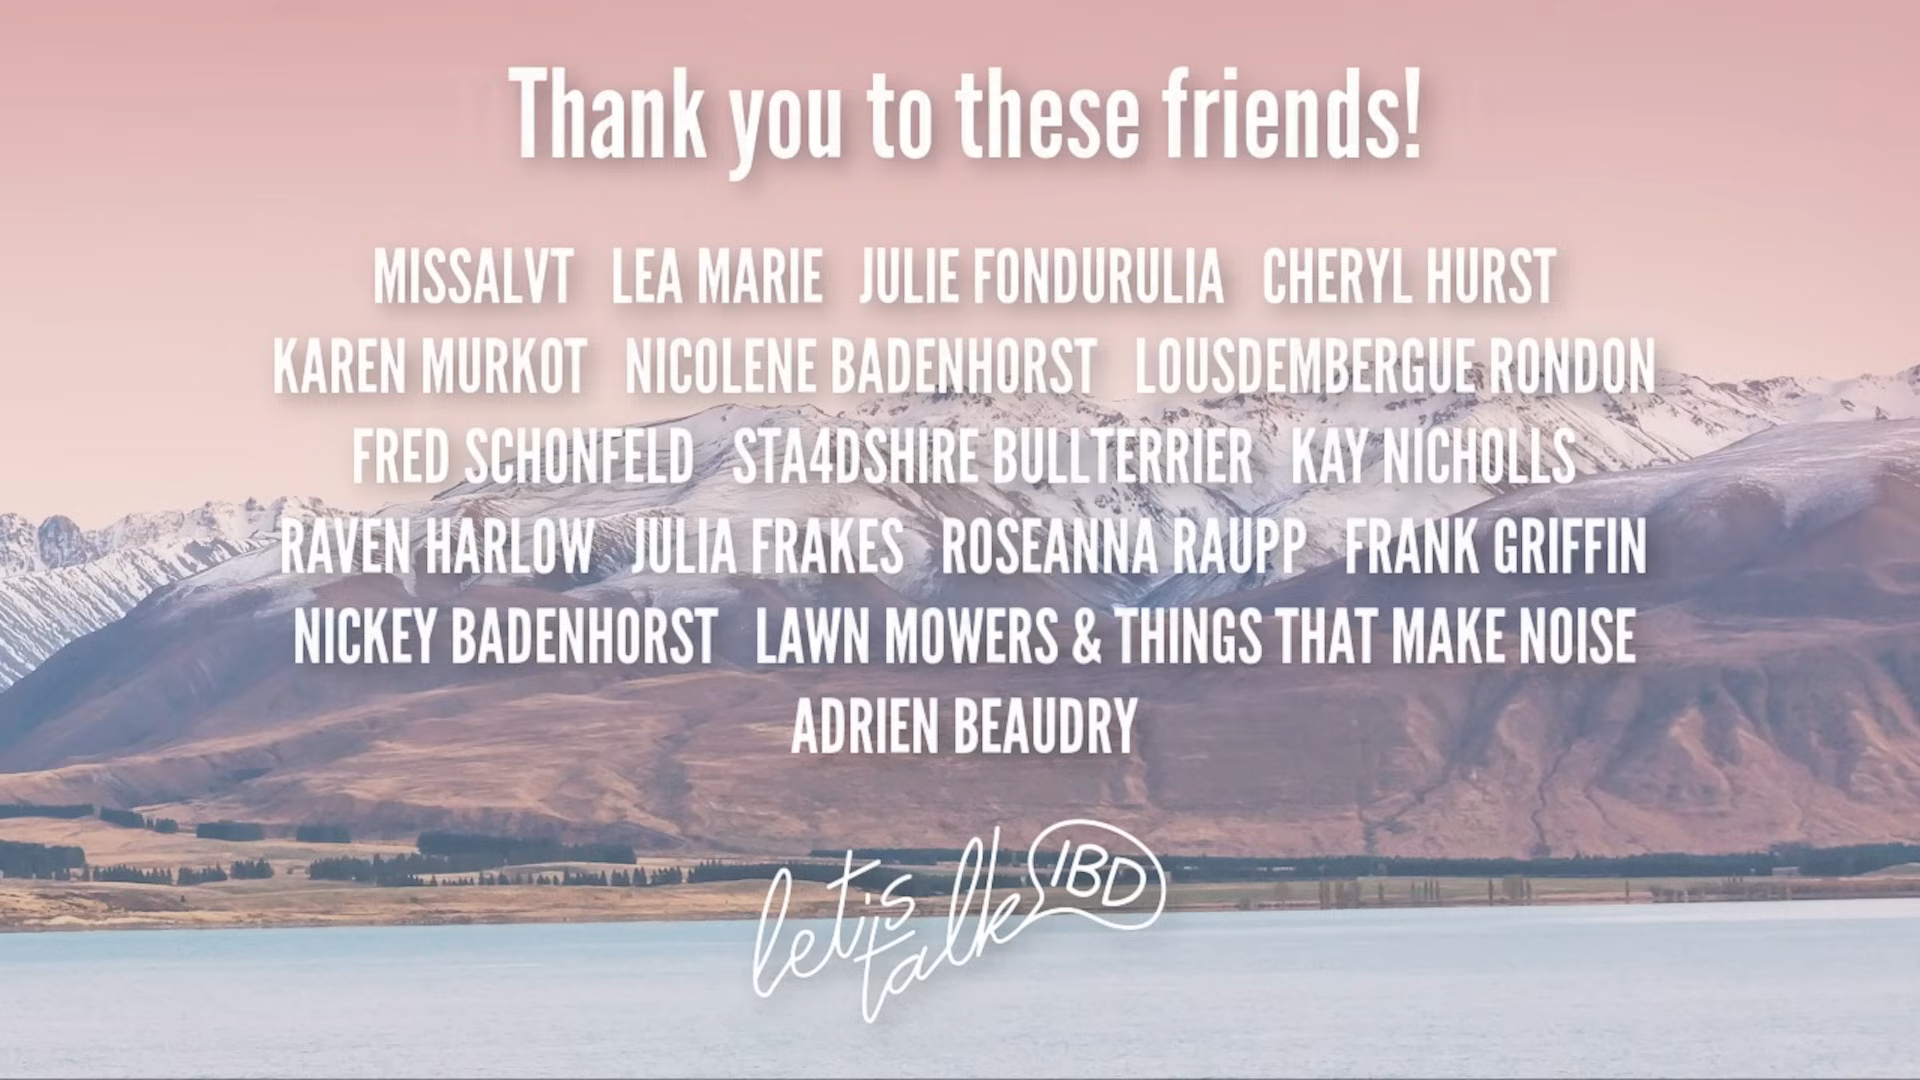 Thank you to these friends!
MISSALVT LEA MARIE JULIE FONDURULIA CHERYL HURST
KAREN MURKOT NICOLENE BADENHORST LOUSDEMBERGUE RONDON
FRED SCHONFELD STA4DSHIRE BULLTERRIER KAY NICHOLLS
RAVEN HARLOW JULIA FRAKES ROSEANNA RAUPP FRANK GRIFFIN
NICKEY BADENHORST LAWN MOWERS & THINGS THAT MAKE NOISE
ADRIEN BEAUDRY
let's
talk IBD